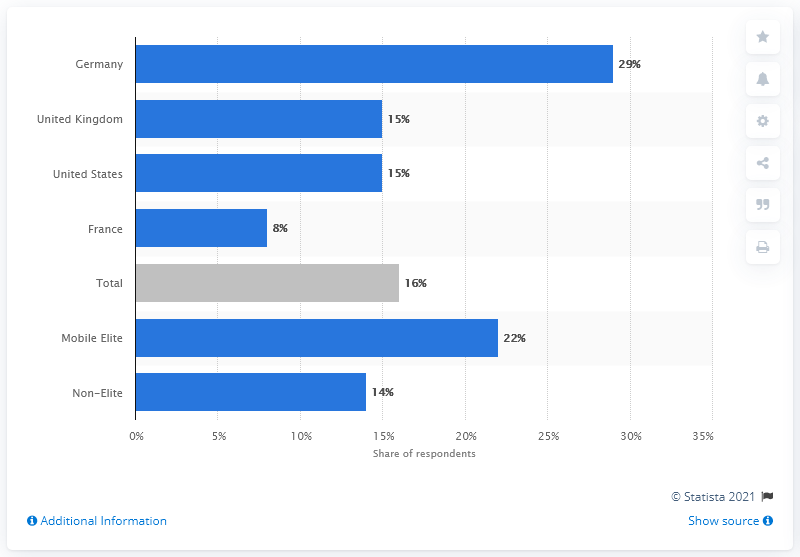 Germany 29%
United Kingdom 15%
United States 15%
France 8%
Total 16%
Mobile Elite 22%
Non-Elite 14%
0% 5% 10% 15% 20% 25% 30% 35%
Share of respondents
© Statista 2021
Additional Information Show source